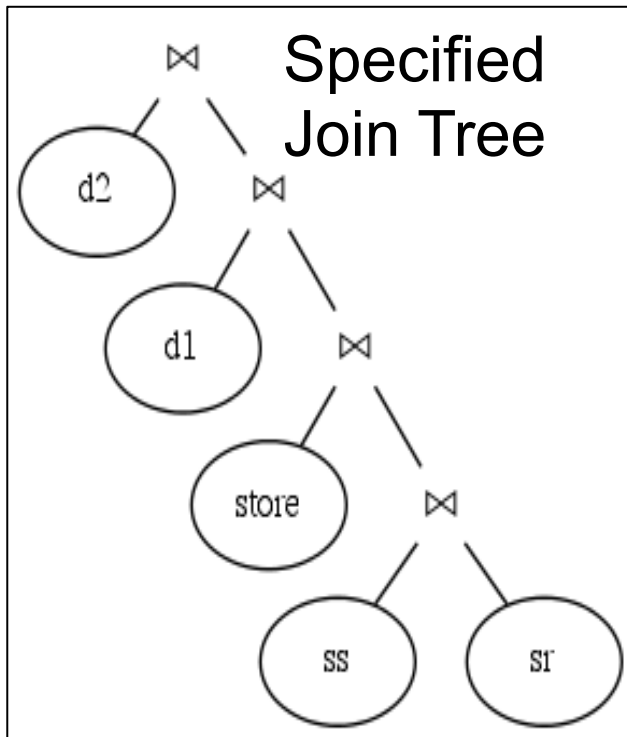 Specified
Join Tree
⋈
d2
⋈
d1
⋈
store
⋈
ss
sr